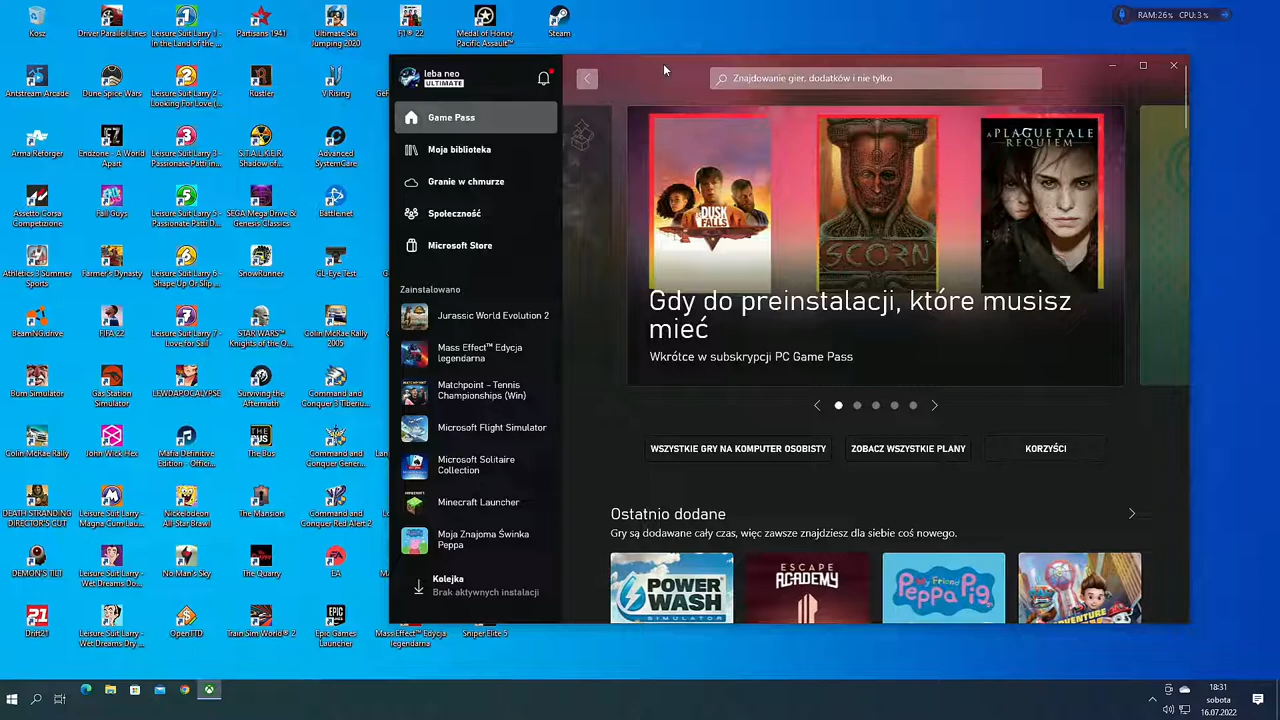 RAM:26% CPU:3%
Kosz
Driver Parallel Lines
Leisure Suit Larry 1 -
in the Land of the ...
Partisans 1941
Ultimate Ski
Jumping 2020
F1® 22
Medal of Honor
Pacific Assault™
Steam
Antstream Arcade
Dune Spice Wars
Leisure Suit Larry 2 -
Looking For Love (...
Rustler
V Rising
Arma Reforger
Endzone - A World
Apart
Leisure Suit Larry 3 -
Passionate Patti in...
S.T.A.L.K.E.R.
Shadow of...
Advanced
SystemCare
Assetto Corsa
Competizione
Fall Guys
Leisure Suit Larry 5 -
Passionate Patti D...
SEGA Mega Drive &
Genesis Classics
Battle.net
Athletics 3 Summer
Sports
Farmer's Dynasty
Leisure Suit Larry 6 -
Shape Up Or Slip ...
SnowRunner
GL-Eye Test
BeamNG.drive
FIFA 22
Leisure Suit Larry 7 -
Love for Sail
STAR WARS™
Knights of the O...
Colin McRae Rally
2005
Bum Simulator
Gas Station
Simulator
LEWDAPOCALYPSE
Surviving the
Aftermath
Command and
Conquer 3 Tiberiu...
Colin McRae Rally
John Wick Hex
Mafia Definitive
Edition - Offici...
The Bus
Command and
Conquer Gener...
DEATH STRANDING
DIRECTOR'S CUT
Leisure Suit Larry -
Magna Cum Lau...
Nickelodeon
All-Star Brawl
The Mansion
Command and
Conquer Red Alert 2
DEMON'S TILT
Leisure Suit Larry -
Wet Dreams Do...
No Man's Sky
The Quarry
EA
Drift21
Leisure Suit Larry -
Wet Dreams Dry ...
OpenTTD
Train Sim World® 2
Epic Games
Launcher
Mass Effect™ Edycja
legendarna
Sniper Elite 5
leba neo
ULTIMATE
Game Pass
Moja biblioteka
Granie w chmurze
Społeczność
Microsoft Store
Zainstalowano
Jurassic World Evolution 2
Mass Effect™ Edycja
legendarna
Matchpoint - Tennis
Championships (Win)
Microsoft Flight Simulator
Microsoft Solitaire
Collection
Minecraft Launcher
Moja Znajoma Świnka
Peppa
Kolejka
Brak aktywnych instalacji
Znajdowanie gier, dodatków i nie tylko
DUSK
FALLS
SCORN
A PLAGUE TALE
REQUIEM
Gdy do preinstalacji, które musisz
mieć
Wkrótce w subskrypcji PC Game Pass
WSZYSTKIE GRY NA KOMPUTER OSOBISTY
ZOBACZ WSZYSTKIE PLANY
KORZYŚCI
Ostatnio dodane
Gry są dodawane cały czas, więc zawsze znajdziesz dla siebie coś nowego.
POWER
WASH
SIMULATOR
ESCAPE
ACADEMY
My Friend
Peppa Pig
18:31
sobota
16.07.2022